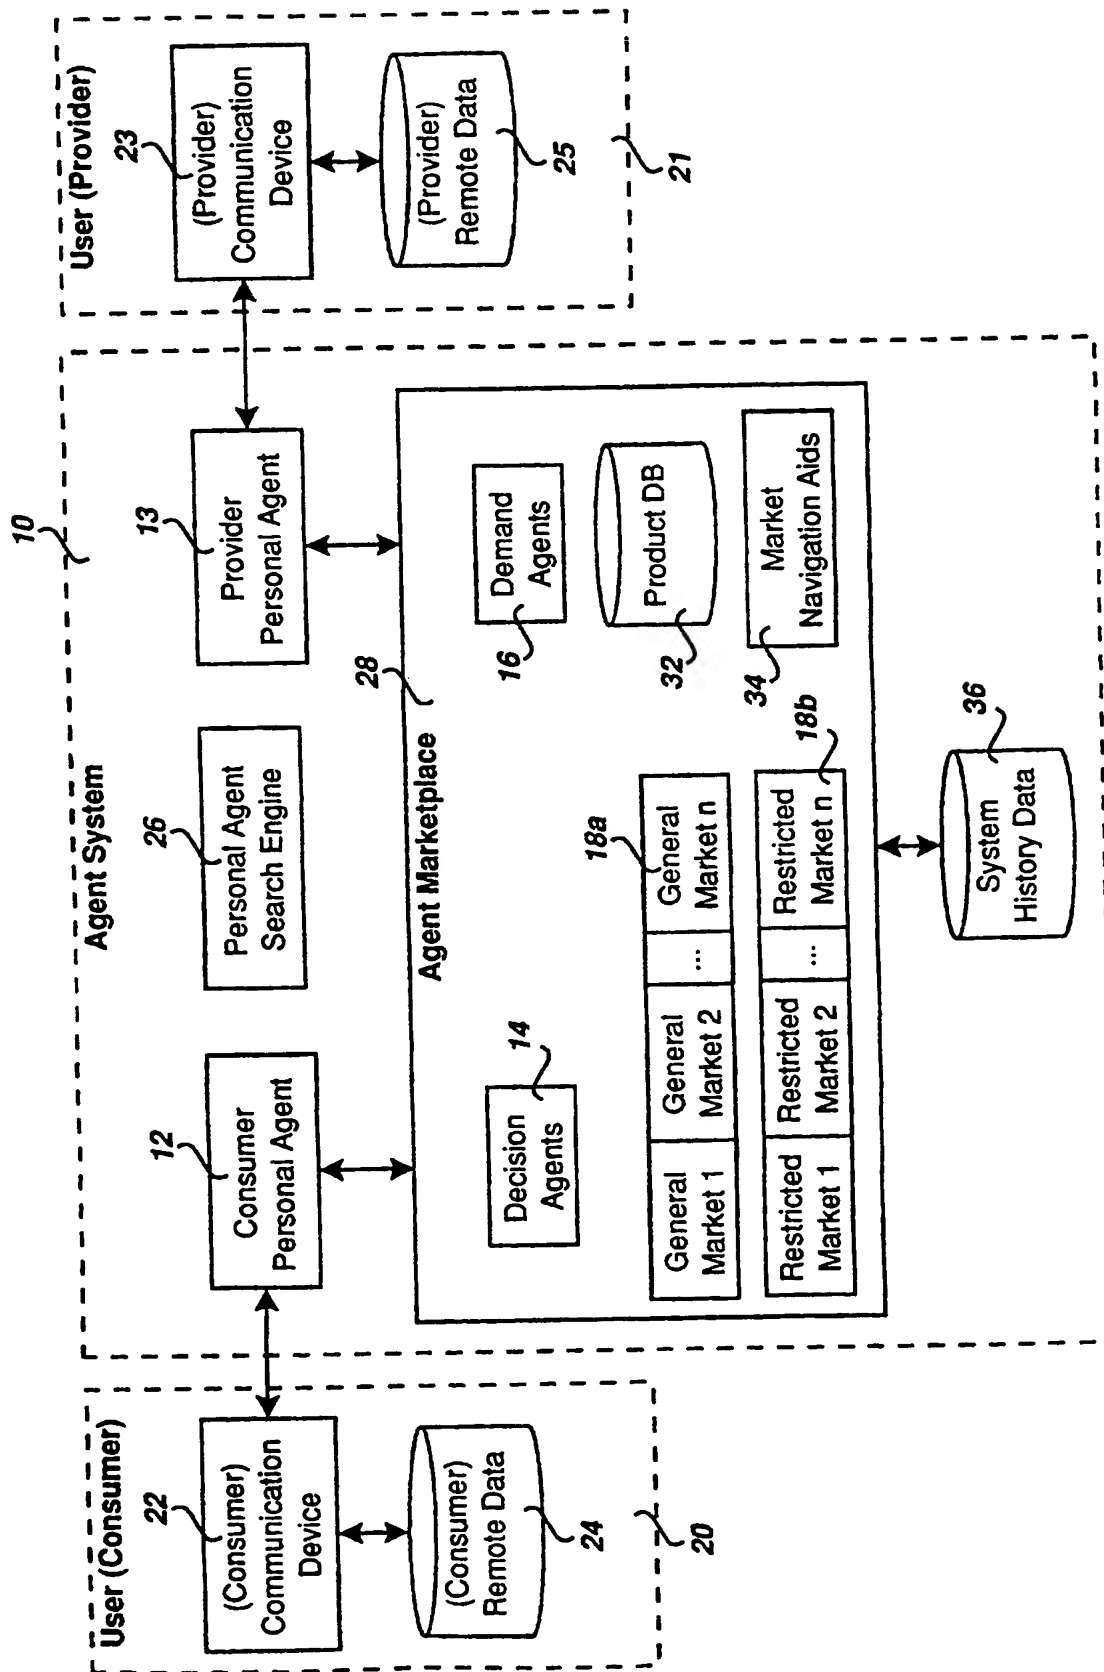 User (Consumer)
22
(Consumer)
Communication
Device
(Consumer)
Remote Data
24
20
Agent System
10
12
Consumer
Personal Agent
26
Personal Agent
Search Engine
13
Provider
Personal Agent
Agent Marketplace
28
Decision
Agents
14
Demand
Agents
16
General
Market 1
General
Market 2
...
General
Market n
18a
Restricted
Market 1
Restricted
Market 2
...
Restricted
Market n
18b
Product DB
32
Market
Navigation Aids
34
System
History Data
36
User (Provider)
23
(Provider)
Communication
Device
(Provider)
Remote Data
25
21